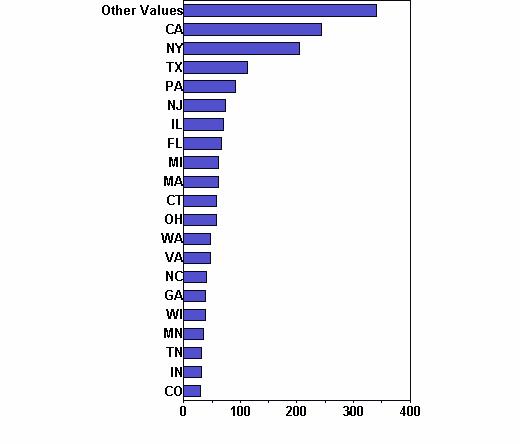 Other Values
CA
NY
TX
PA
NJ
IL
FL
MI
MA
CT
OH
WA
VA
NC
GA
WI
MN
TN
IN
CO
0 100 200 300 400